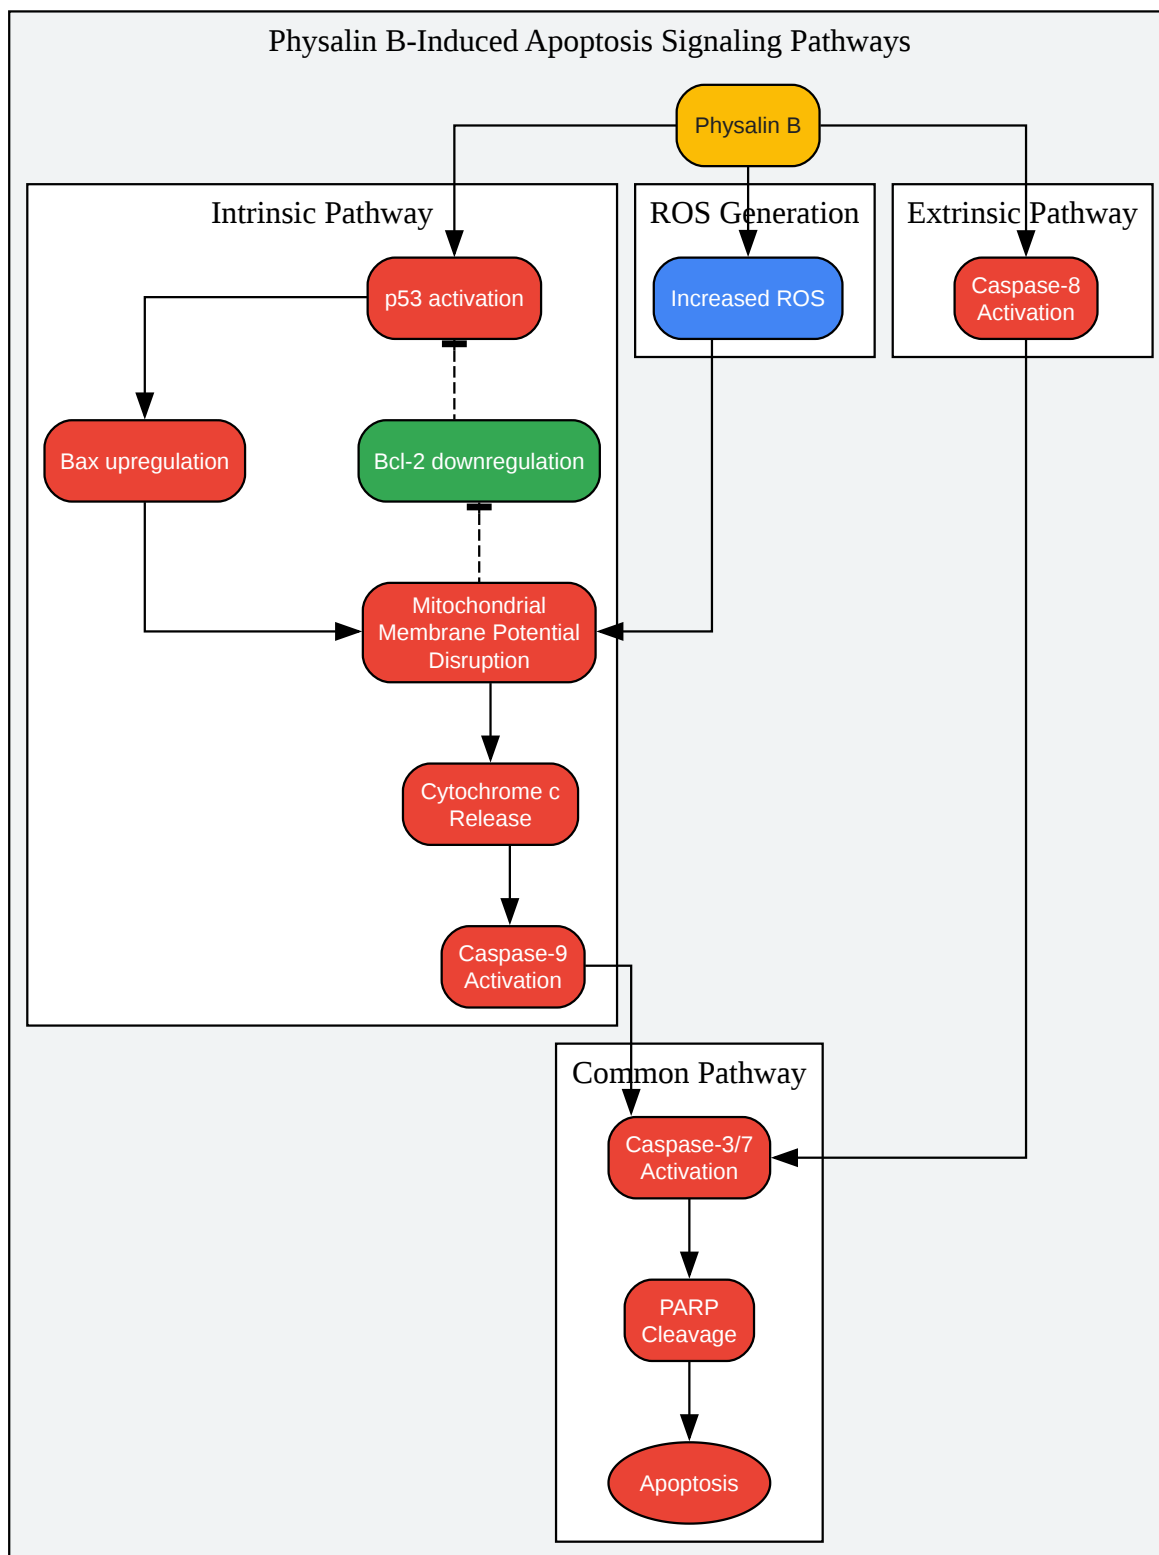 Physalin B-Induced Apoptosis Signaling Pathways
Physalin B
Intrinsic Pathway
ROS Generation
Extrinsic Pathway
p53 activation
Increased ROS
Caspase-8
Activation
Bax upregulation
Bcl-2 downregulation
Mitochondrial
Membrane Potential
Disruption
Cytochrome c
Release
Caspase-9
Activation
Common Pathway
Caspase-3/7
Activation
PARP
Cleavage
Apoptosis